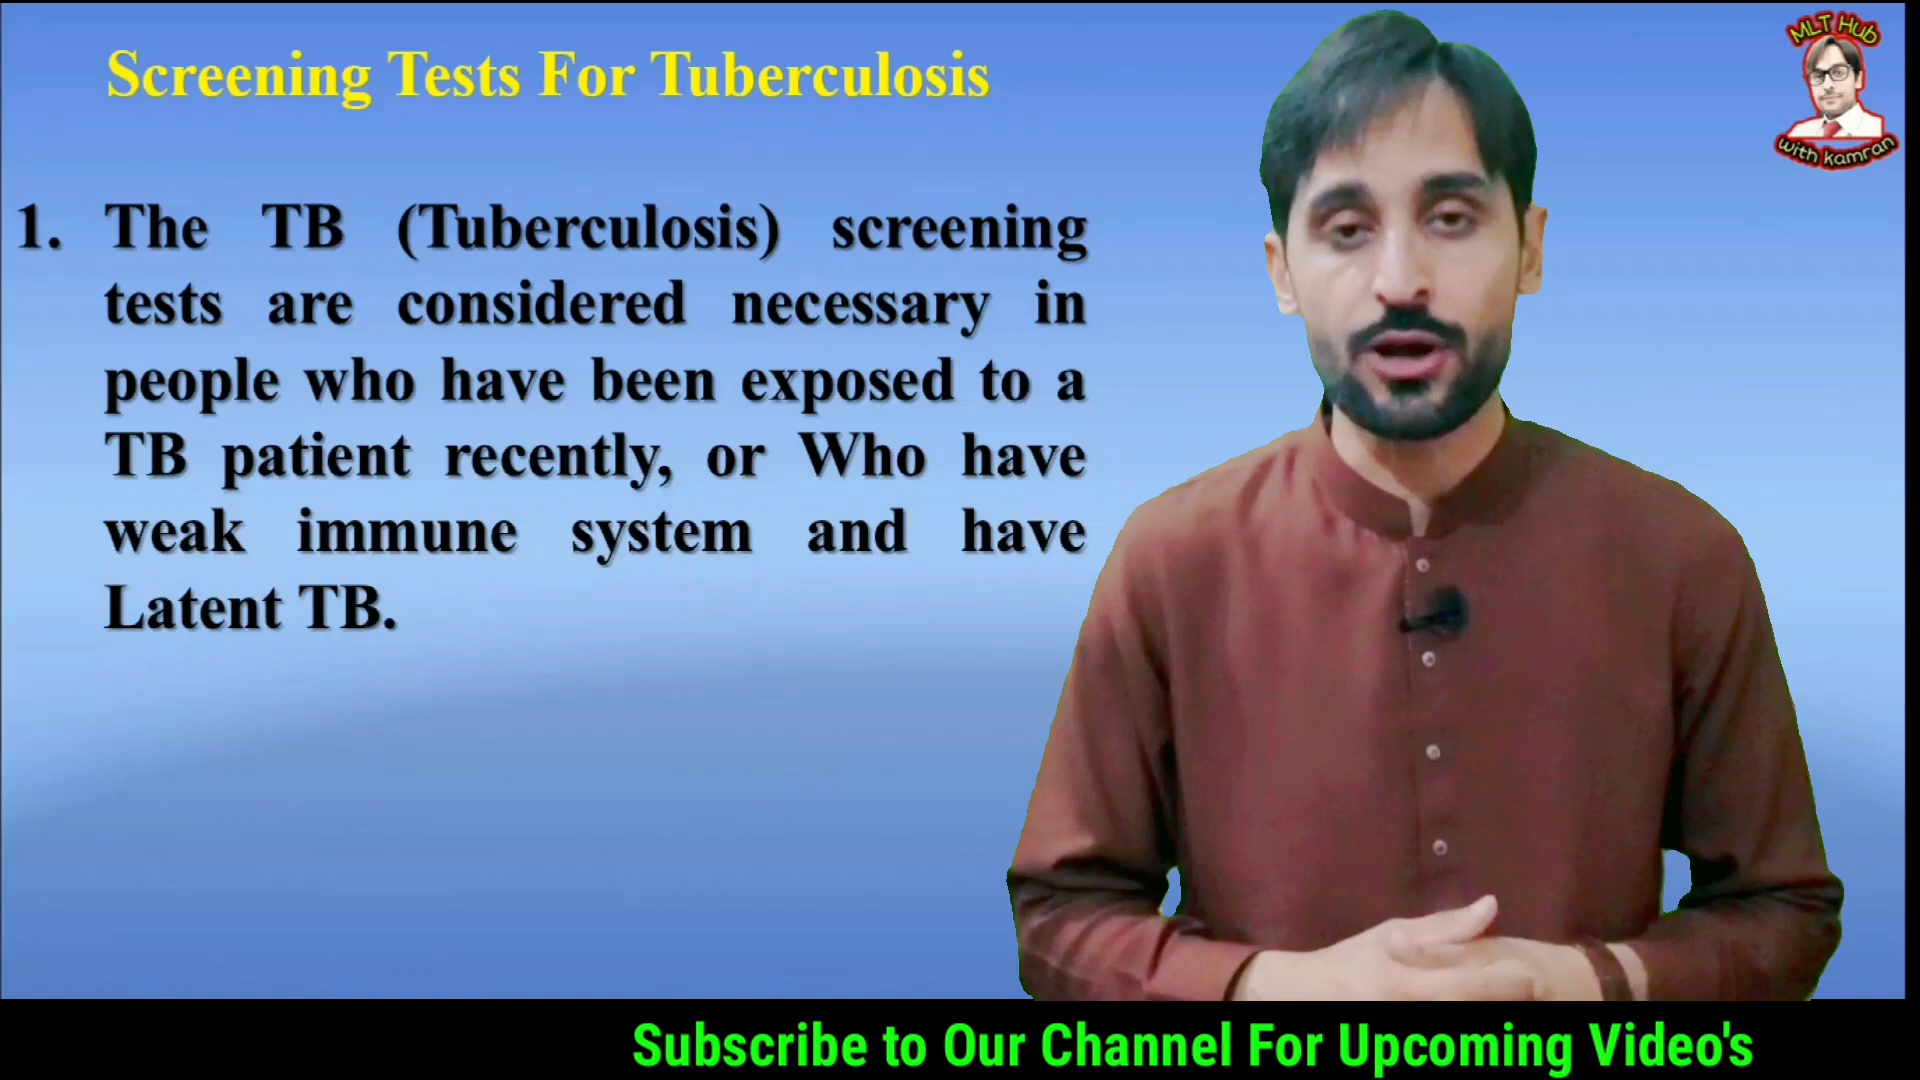 Screening Tests For Tuberculosis
MLT Hub
with kamran
1. The TB (Tuberculosis) screening
tests are considered necessary in
people who have been exposed to a
TB patient recently, or Who have
weak immune system and have
Latent TB.
Subscribe to Our Channel For Upcoming Video's